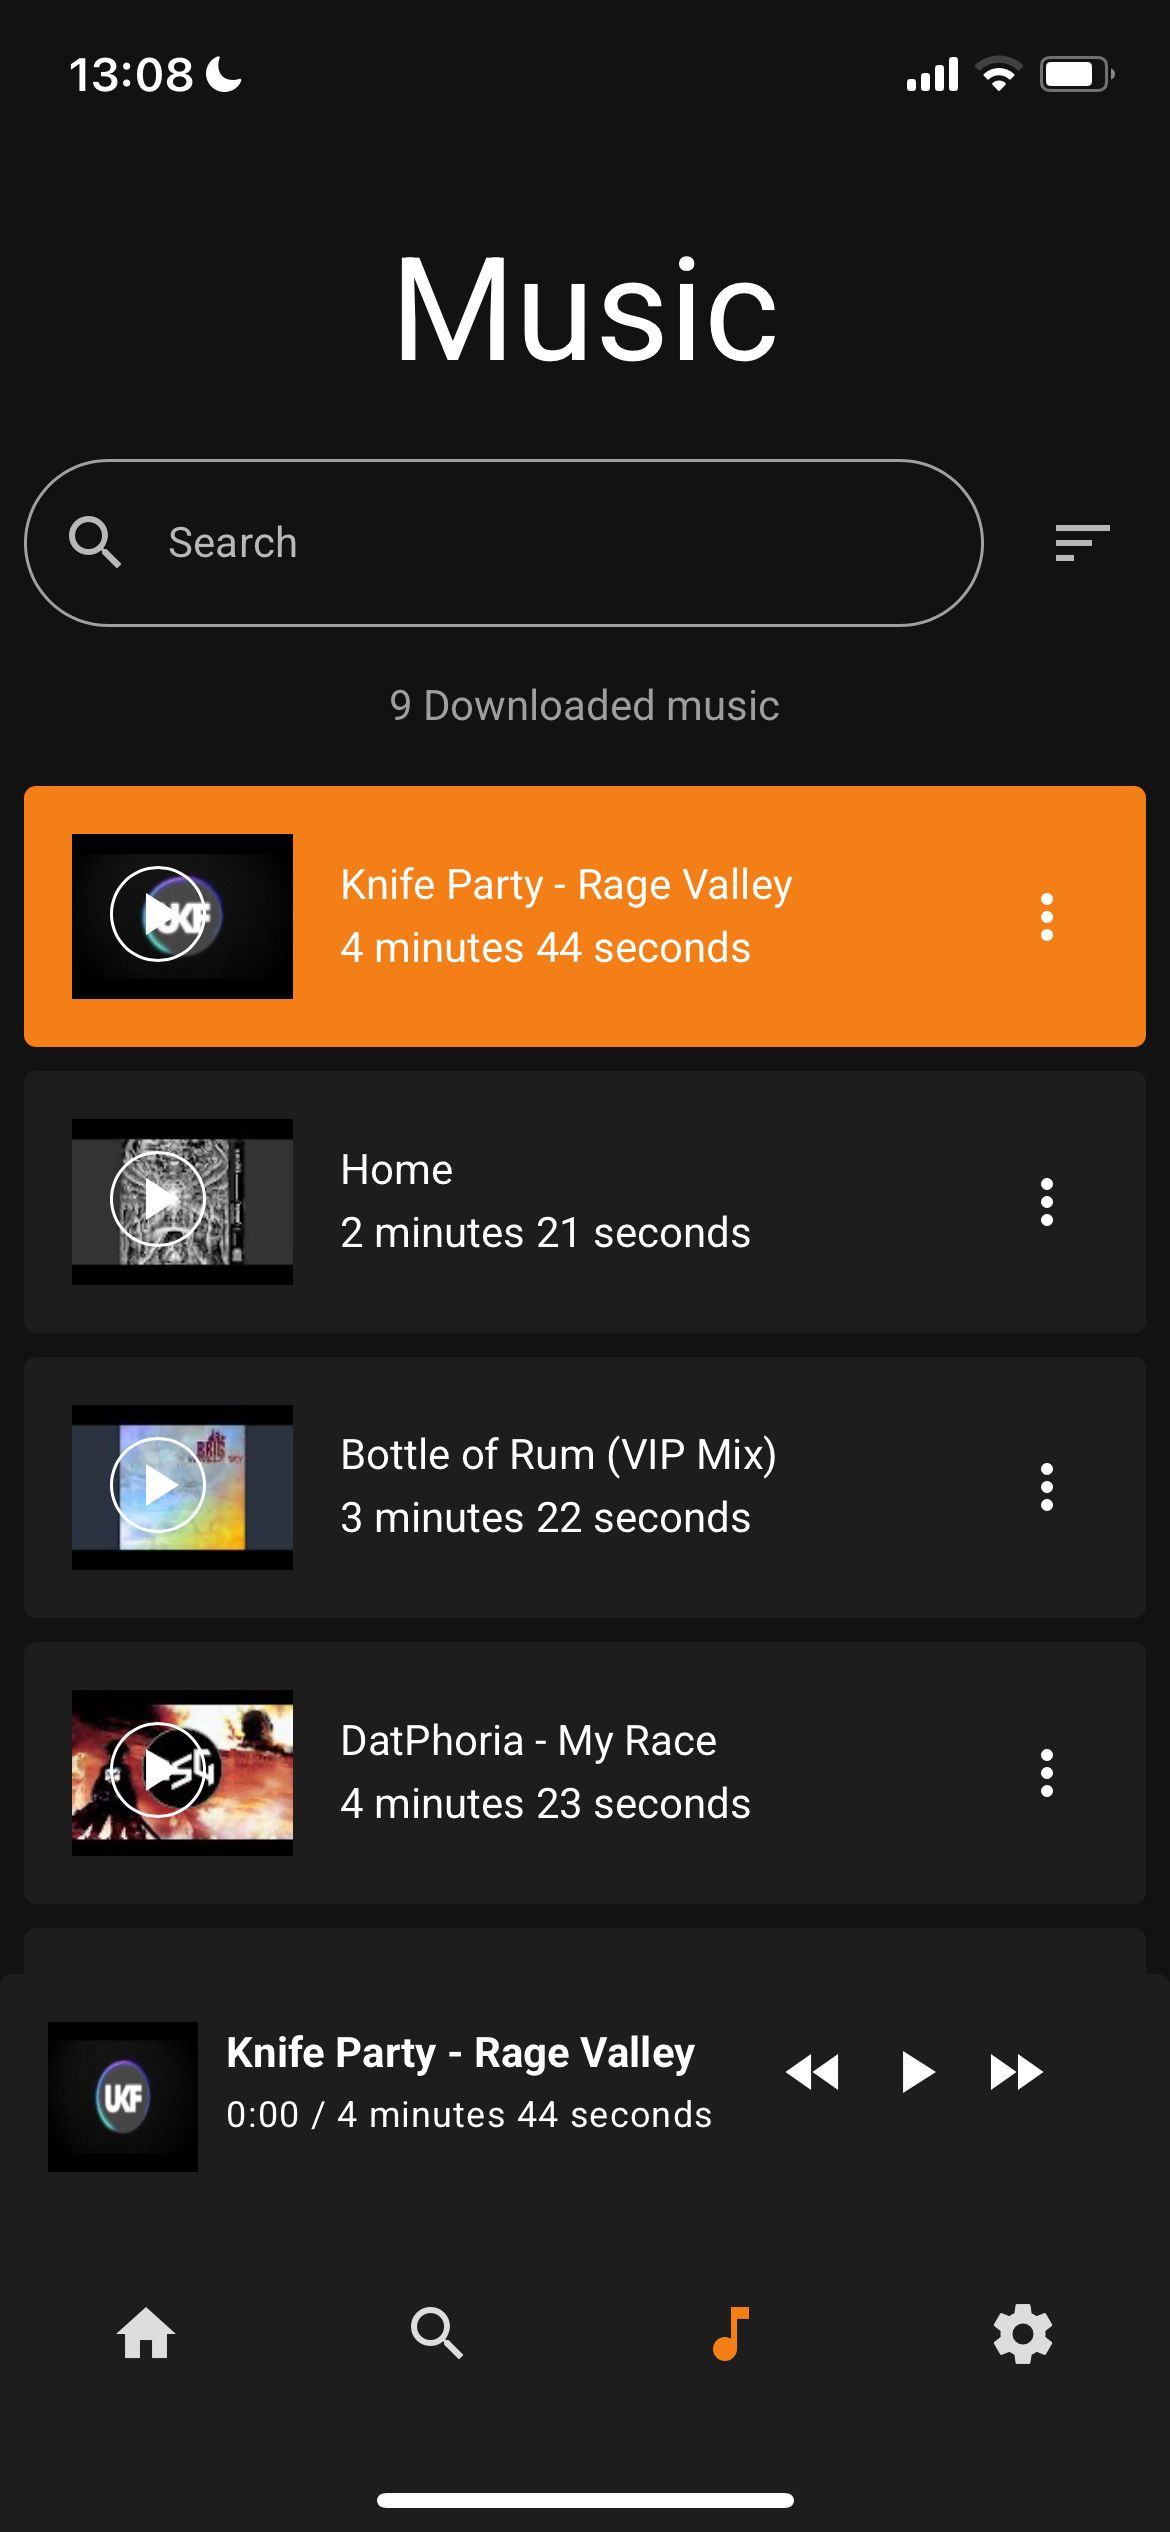 13:08
Music
Search
9 Downloaded music
UKF
Knife Party - Rage Valley
4 minutes 44 seconds
Home
2 minutes 21 seconds
Bottle of Rum (VIP Mix)
3 minutes 22 seconds
DatPhoria - My Race
4 minutes 23 seconds
UKF
Knife Party - Rage Valley
0:00 / 4 minutes 44 seconds